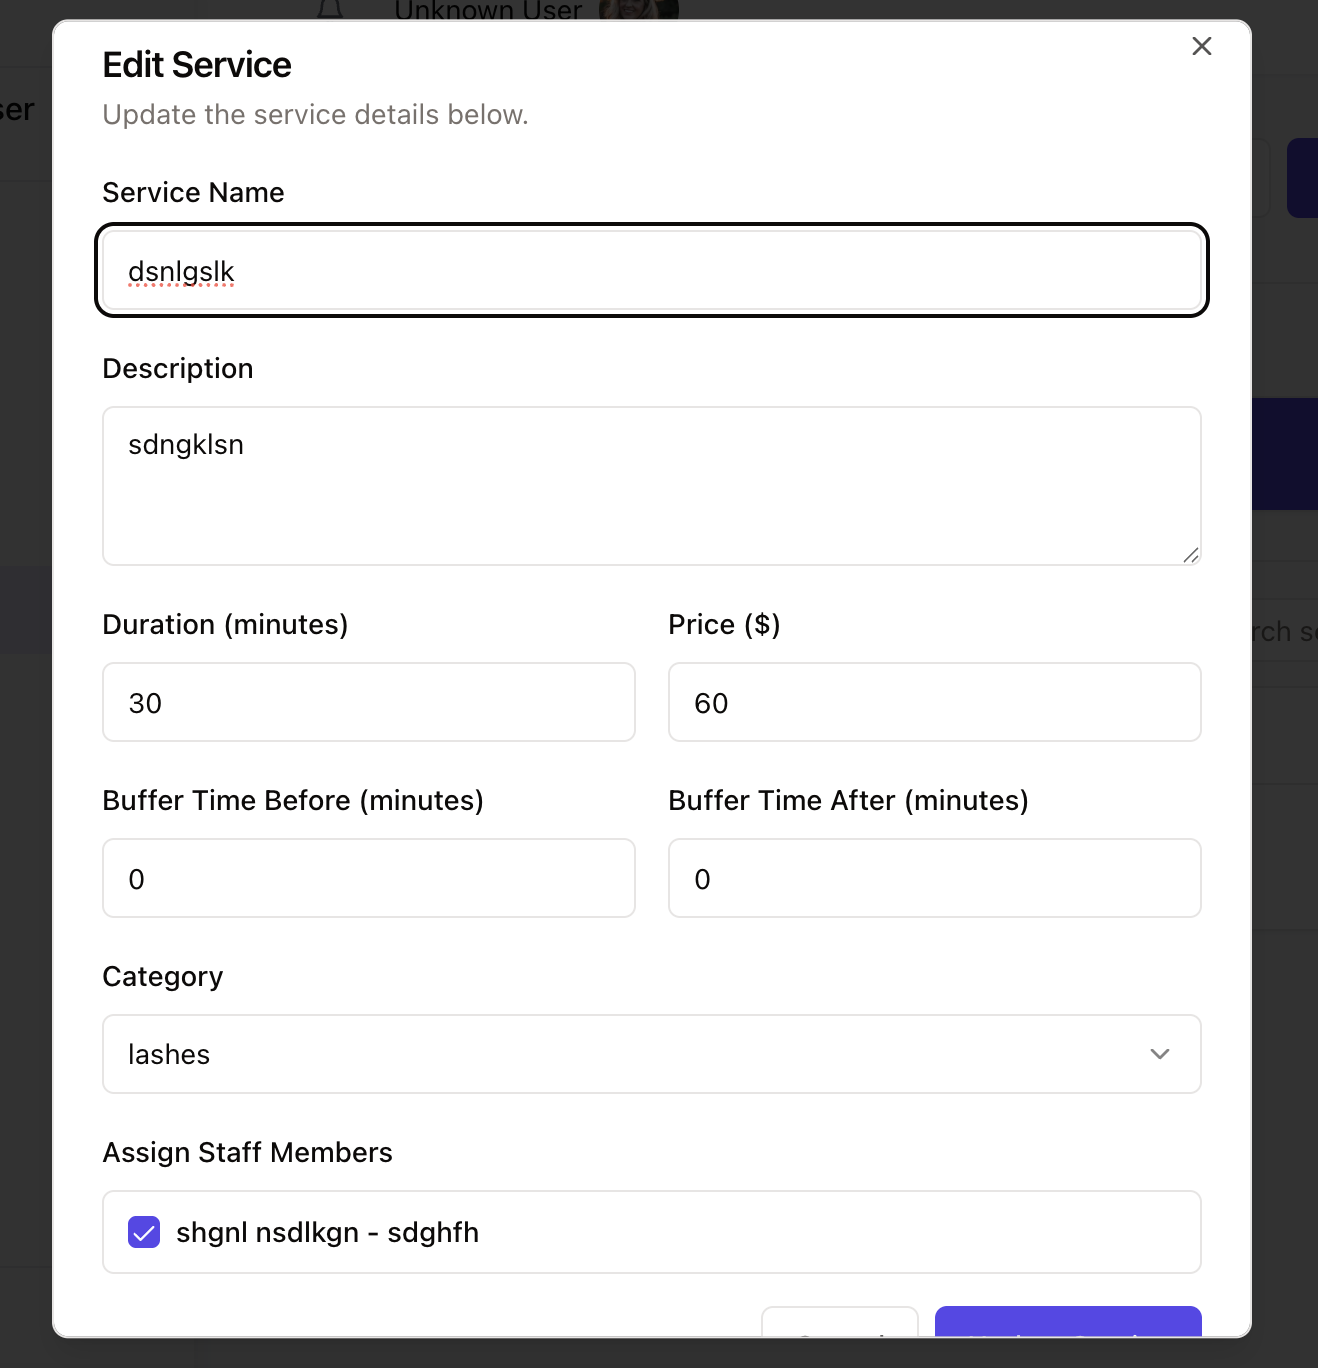 Unknown User
Edit Service
ser
Update the service details below.
Service Name
dsnlgslk
Description
sdngklsn
Duration (minutes)
Price ($)
rch se
30
60
Buffer Time Before (minutes)
Buffer Time After (minutes)
0
0
Category
lashes
Assign Staff Members
shgnl nsdlkgn - sdghfh